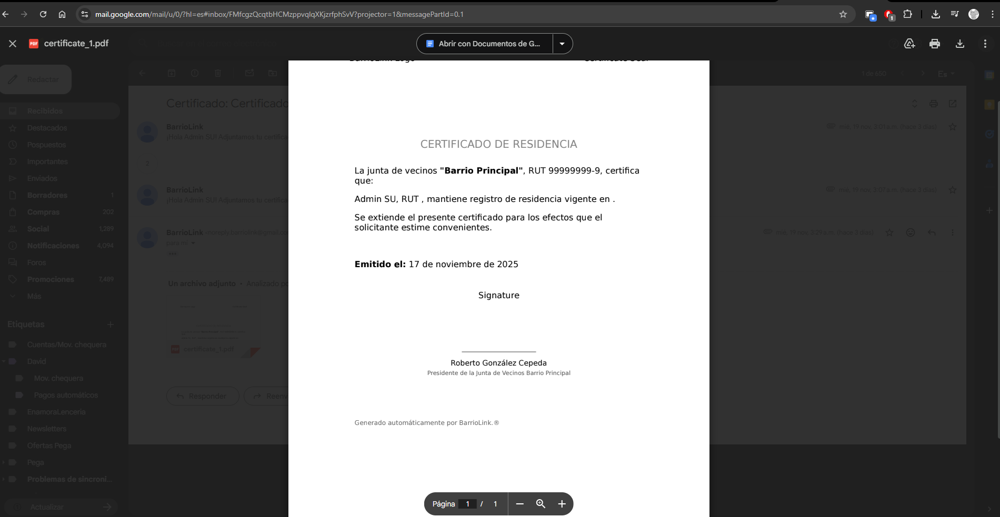 mail.google.com/mail/u/0/?hl=es#inbox/FMfcgzQcqtbHCMzppvqlqXKjzrfphSvV?projector=1&messagePartId=0.1
1
PDF certificate_1.pdf
Abrir con Documentos de G...
Redactar
1 de 650
Es
Recibidos
Destacados
Pospuestos
Importantes
Enviados
Borradores 1
Compras 202
Social 1,289
Notificaciones 4,094
Foros
Promociones 7,489
Más
Etiquetas
Cuentas/Mov. chequera
David
Mov. chequera
Pagos automáticos
EnamoraLenceria
Newsletters
Ofertas Pega
Pega
Problemas de sincroni...
Actualizar
Certificado: Certificado
BarrioLink
mié, 19 nov, 3:01 a.m. (hace 3 días)
¡Hola Admin SU! Adjuntamos tu certifica
2
BarrioLink
mié, 19 nov, 3:07 a.m. (hace 3 días)
¡Hola Admin SU! Adjuntamos tu certifica
BarrioLink <noreply.barriolink@gmail.co
mié, 19 nov, 3:29 a.m. (hace 3 días)
para mí
Un archivo adjunto • Analizado po
PDF certificate_1.pdf
Responder
Reenv
BarrioLink Logo
Certificate Seal
CERTIFICADO DE RESIDENCIA
La junta de vecinos "Barrio Principal", RUT 99999999-9, certifica
que:
Admin SU, RUT , mantiene registro de residencia vigente en .
Se extiende el presente certificado para los efectos que el
solicitante estime convenientes.
Emitido el: 17 de noviembre de 2025
Signature
Roberto González Cepeda
Presidente de la Junta de Vecinos Barrio Principal
Generado automáticamente por BarrioLink.®
Página 1 / 1